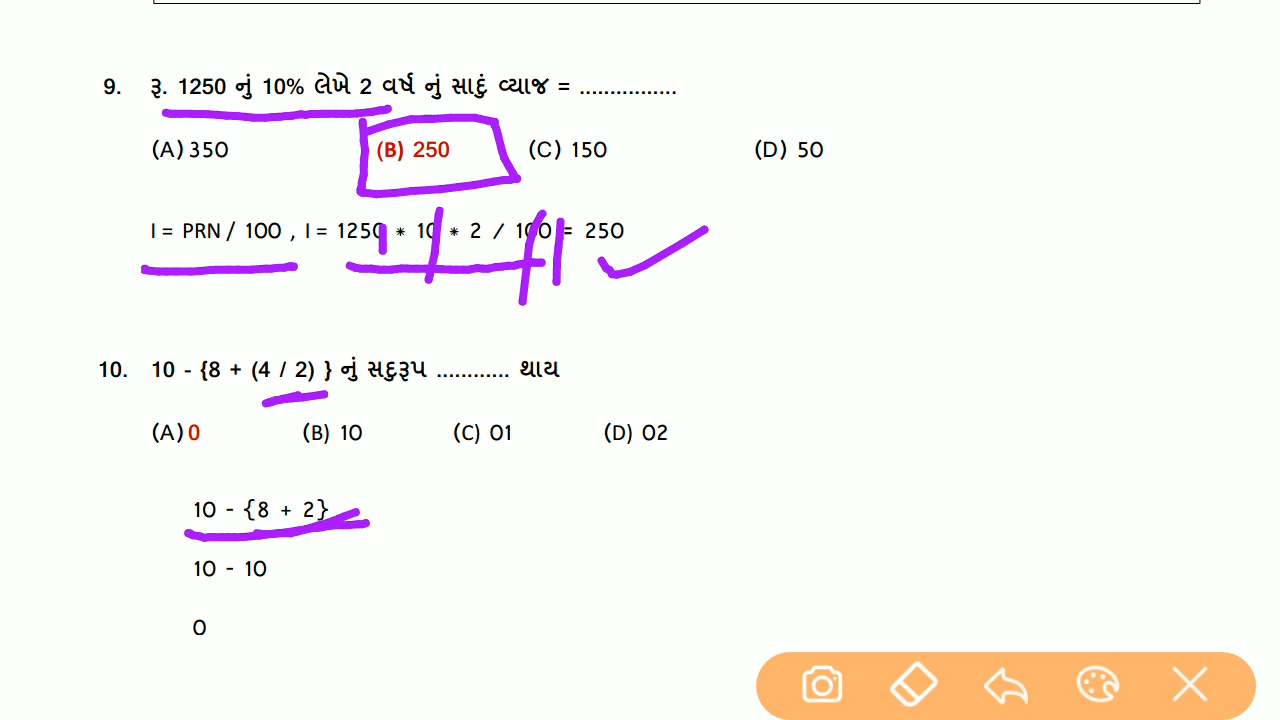 9. રૂ. 1250 નું 10% લેખે 2 વર્ષ નું સાદું વ્યાજ = ................
(A) 350 (B) 250 (C) 150 (D) 50
I = PRN / 100 , I = 1250 * 10 * 2 / 100 = 250
10. 10 - {8 + (4 / 2) } નું સદુરૂપ ............ થાય
(A) 0 (B) 10 (C) 01 (D) 02
10 - {8 + 2}
10 - 10
0